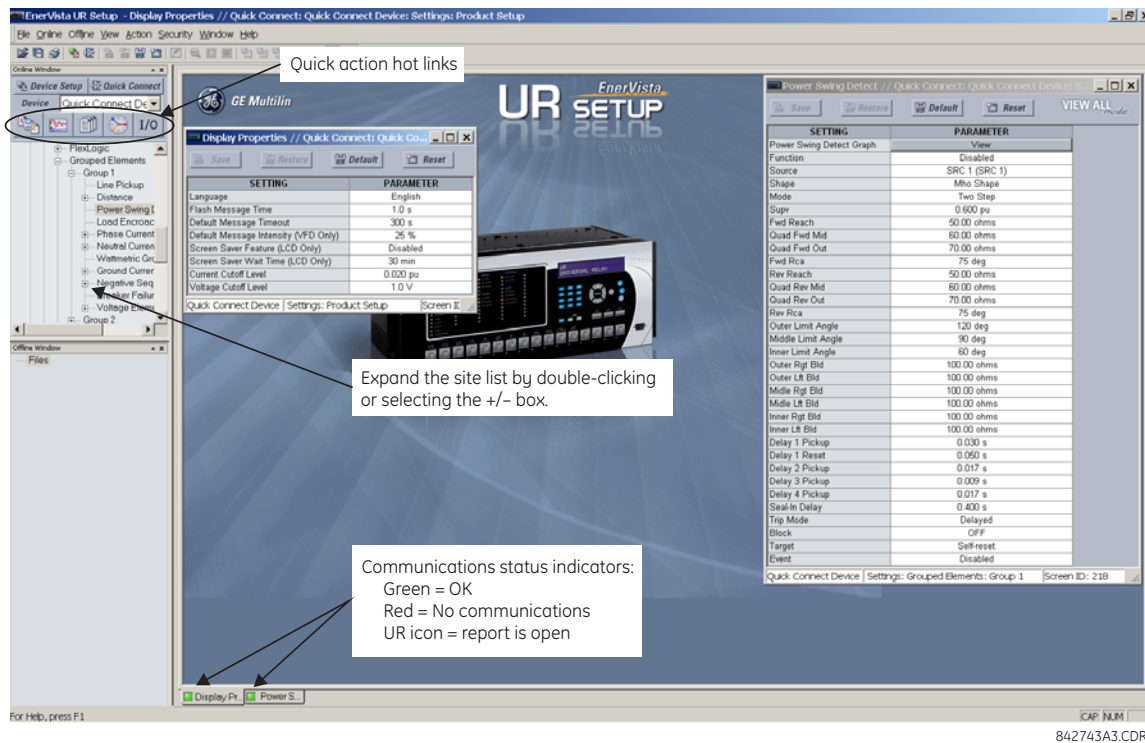 EnerVista UR Setup - Display Properties // Quick Connect: Quick Connect Device: Settings: Product Setup
File Online Offline View Action Security Window Help
Quick action hot links
Online Window
Device Setup Quick Connect
Device Quick Connect De
I/O
FlexLogic
Grouped Elements
Group 1
Line Pickup
Distance
Power Swing D
Load Encroac
Phase Current
Neutral Curren
Wattmetric Gro
Ground Curren
Negative Seq
Breaker Failur
Voltage Eleme
Group 2
Offline Window
Files
GE Multilin
EnerVista
UR SETUP
Display Properties // Quick Connect: Quick Co...
Save Restore Default Reset
SETTING PARAMETER
Language English
Flash Message Time 1.0 s
Default Message Timeout 300 s
Default Message Intensity (VFD Only) 25 %
Screen Saver Feature (LCD Only) Disabled
Screen Saver Wait Time (LCD Only) 30 min
Current Cutoff Level 0.020 pu
Voltage Cutoff Level 1.0 V
Quick Connect Device Settings: Product Setup Screen ID
UR
UNIVERSAL RELAY
Expand the site list by double-clicking
or selecting the +/– box.
Power Swing Detect // Quick Connect: Quick Connect Device: S...
Save Restore Default Reset VIEW ALL mode
SETTING PARAMETER
Power Swing Detect Graph View
Function Disabled
Source SRC 1 (SRC 1)
Shape Mho Shape
Mode Two Step
Supv 0.600 pu
Fwd Reach 50.00 ohms
Quad Fwd Mid 60.00 ohms
Quad Fwd Out 70.00 ohms
Fwd Rca 75 deg
Rev Reach 50.00 ohms
Quad Rev Mid 60.00 ohms
Quad Rev Out 70.00 ohms
Rev Rca 75 deg
Outer Limit Angle 120 deg
Middle Limit Angle 90 deg
Inner Limit Angle 60 deg
Outer Rgt Bld 100.00 ohms
Outer Lft Bld 100.00 ohms
Midle Rgt Bld 100.00 ohms
Midle Lft Bld 100.00 ohms
Inner Rgt Bld 100.00 ohms
Inner Lft Bld 100.00 ohms
Delay 1 Pickup 0.030 s
Delay 1 Reset 0.050 s
Delay 2 Pickup 0.017 s
Delay 3 Pickup 0.009 s
Delay 4 Pickup 0.017 s
Seal-In Delay 0.400 s
Trip Mode Delayed
Block OFF
Target Self-reset
Event Disabled
Quick Connect Device Settings: Grouped Elements: Group 1 Screen ID: 218
Communications status indicators:
Green = OK
Red = No communications
UR icon = report is open
Display Pr... Power S...
For Help, press F1
CAP NUM
842743A3.CDR